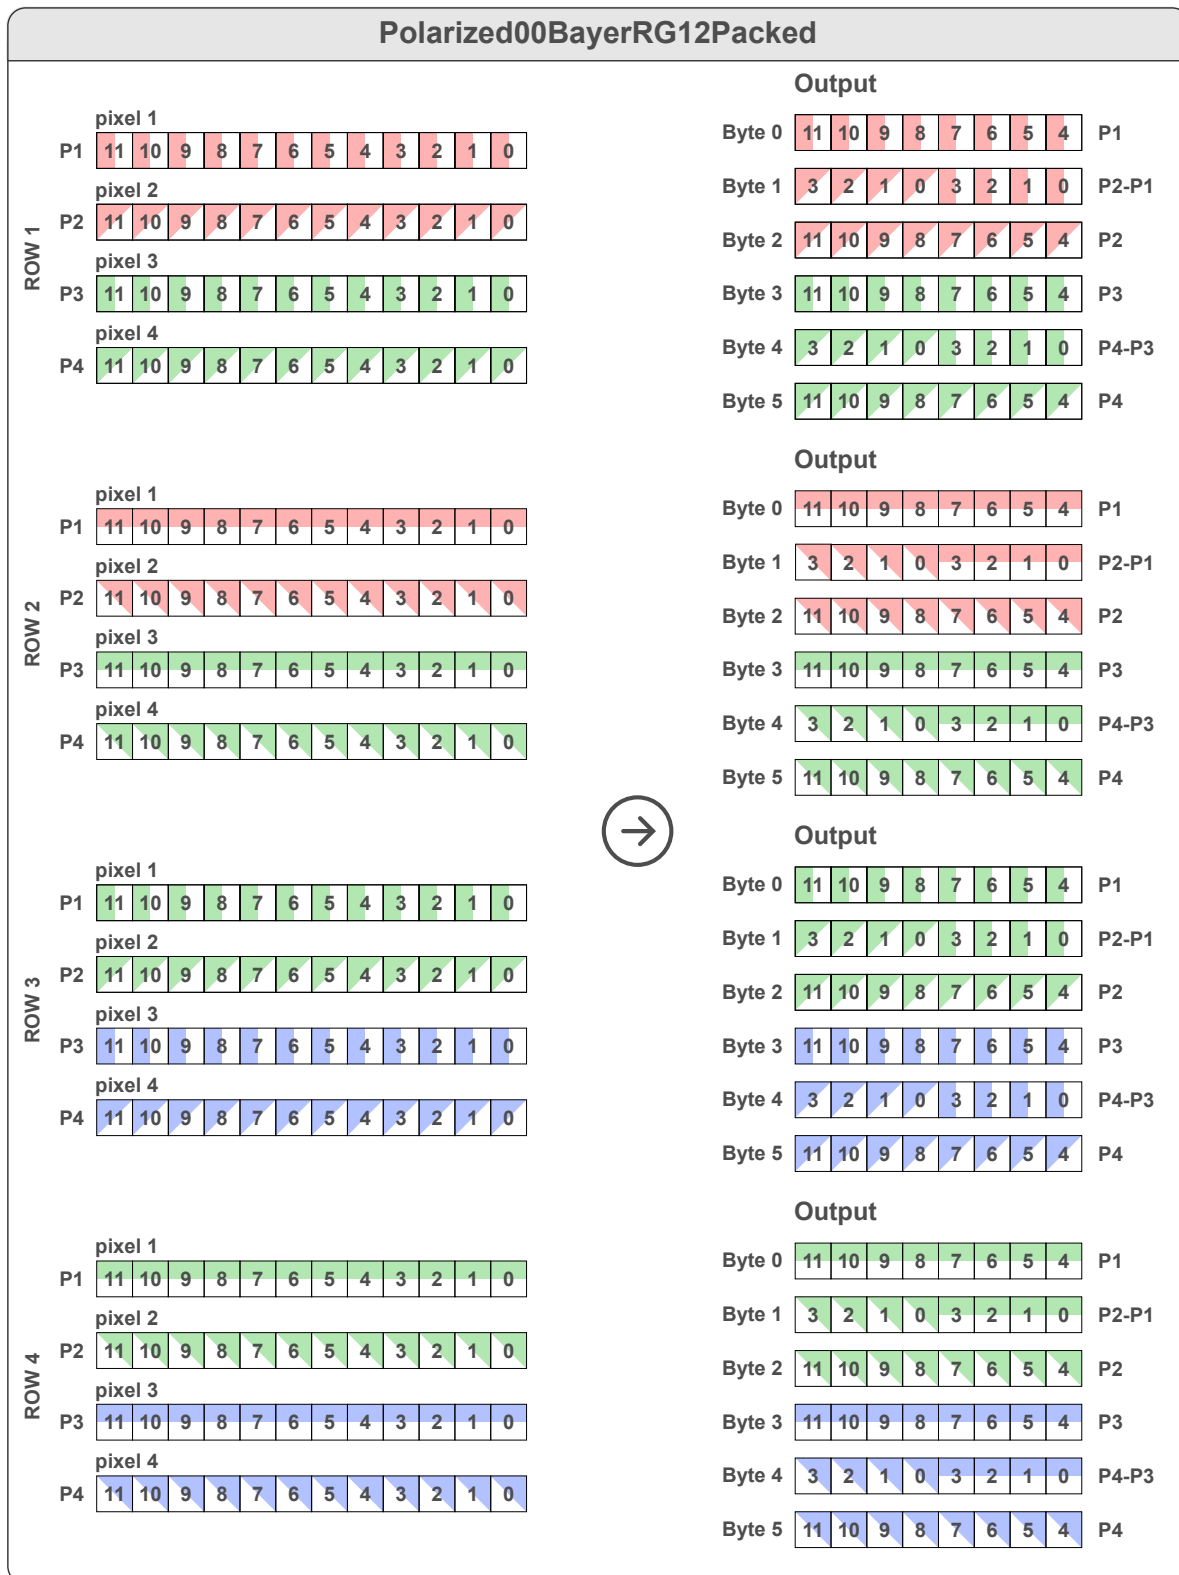 Polarized00BayerRG12Packed
ROW 1
pixel 1
P1 11 10 9 8 7 6 5 4 3 2 1 0
pixel 2
P2 11 10 9 8 7 6 5 4 3 2 1 0
pixel 3
P3 11 10 9 8 7 6 5 4 3 2 1 0
pixel 4
P4 11 10 9 8 7 6 5 4 3 2 1 0
Output
Byte 0 11 10 9 8 7 6 5 4 P1
Byte 1 3 2 1 0 3 2 1 0 P2-P1
Byte 2 11 10 9 8 7 6 5 4 P2
Byte 3 11 10 9 8 7 6 5 4 P3
Byte 4 3 2 1 0 3 2 1 0 P4-P3
Byte 5 11 10 9 8 7 6 5 4 P4
ROW 2
pixel 1
P1 11 10 9 8 7 6 5 4 3 2 1 0
pixel 2
P2 11 10 9 8 7 6 5 4 3 2 1 0
pixel 3
P3 11 10 9 8 7 6 5 4 3 2 1 0
pixel 4
P4 11 10 9 8 7 6 5 4 3 2 1 0
Output
Byte 0 11 10 9 8 7 6 5 4 P1
Byte 1 3 2 1 0 3 2 1 0 P2-P1
Byte 2 11 10 9 8 7 6 5 4 P2
Byte 3 11 10 9 8 7 6 5 4 P3
Byte 4 3 2 1 0 3 2 1 0 P4-P3
Byte 5 11 10 9 8 7 6 5 4 P4
ROW 3
pixel 1
P1 11 10 9 8 7 6 5 4 3 2 1 0
pixel 2
P2 11 10 9 8 7 6 5 4 3 2 1 0
pixel 3
P3 11 10 9 8 7 6 5 4 3 2 1 0
pixel 4
P4 11 10 9 8 7 6 5 4 3 2 1 0
Output
Byte 0 11 10 9 8 7 6 5 4 P1
Byte 1 3 2 1 0 3 2 1 0 P2-P1
Byte 2 11 10 9 8 7 6 5 4 P2
Byte 3 11 10 9 8 7 6 5 4 P3
Byte 4 3 2 1 0 3 2 1 0 P4-P3
Byte 5 11 10 9 8 7 6 5 4 P4
ROW 4
pixel 1
P1 11 10 9 8 7 6 5 4 3 2 1 0
pixel 2
P2 11 10 9 8 7 6 5 4 3 2 1 0
pixel 3
P3 11 10 9 8 7 6 5 4 3 2 1 0
pixel 4
P4 11 10 9 8 7 6 5 4 3 2 1 0
Output
Byte 0 11 10 9 8 7 6 5 4 P1
Byte 1 3 2 1 0 3 2 1 0 P2-P1
Byte 2 11 10 9 8 7 6 5 4 P2
Byte 3 11 10 9 8 7 6 5 4 P3
Byte 4 3 2 1 0 3 2 1 0 P4-P3
Byte 5 11 10 9 8 7 6 5 4 P4